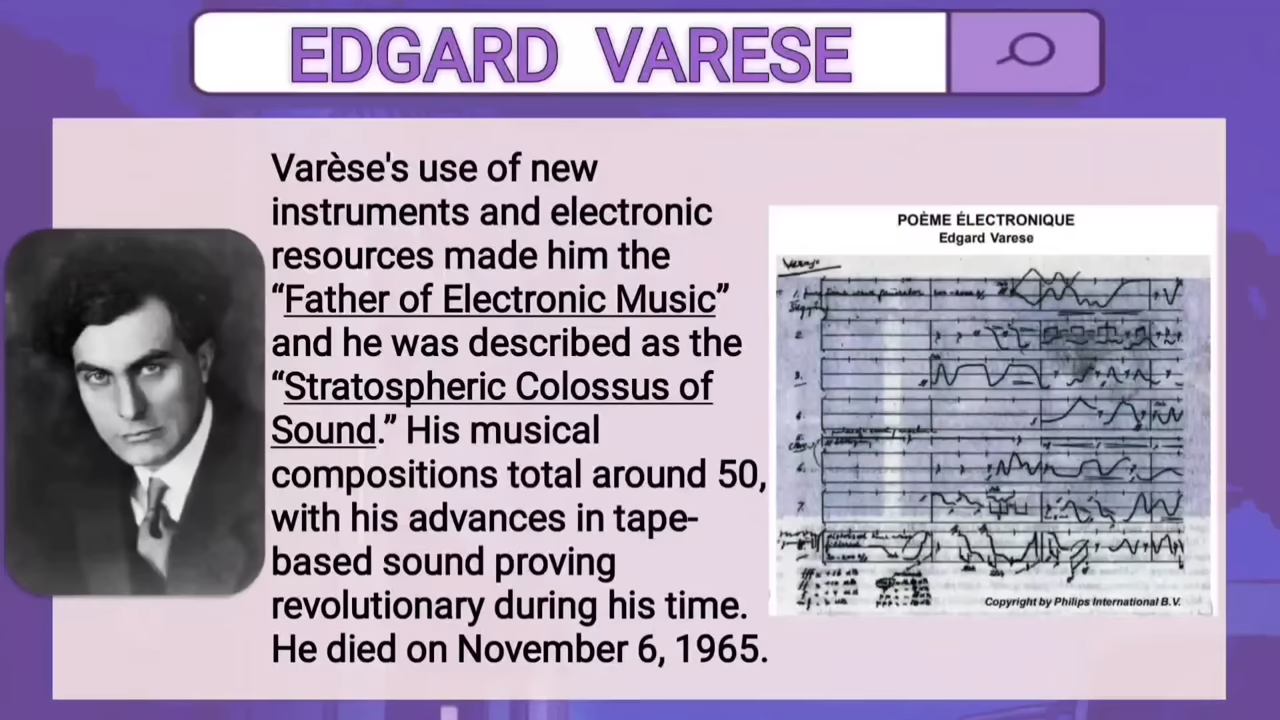 EDGARD VARESE
Varèse's use of new
instruments and electronic
resources made him the
“Father of Electronic Music”
and he was described as the
“Stratospheric Colossus of
Sound.” His musical
compositions total around 50,
with his advances in tape-
based sound proving
revolutionary during his time.
He died on November 6, 1965.
POÈME ÉLECTRONIQUE
Edgard Varese
Copyright by Philips International B.V.